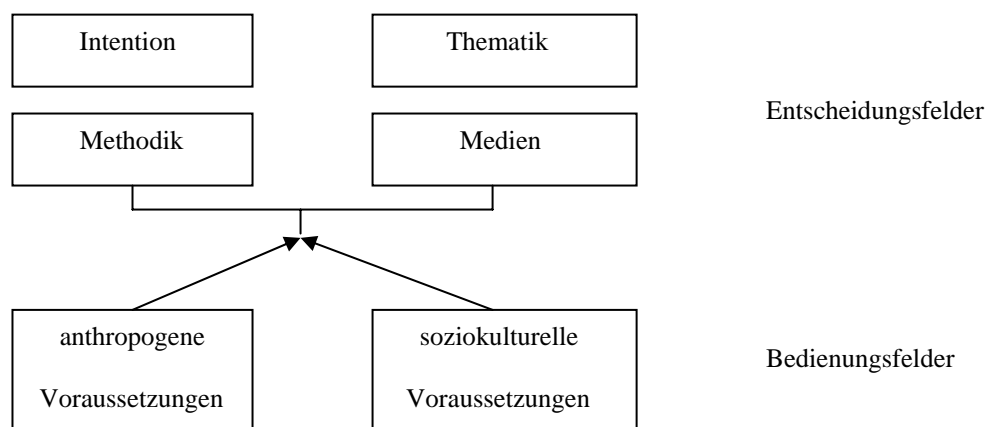 Intention
Thematik
Entscheidungsfelder
Methodik
Medien
anthropogene
Voraussetzungen
soziokulturelle
Voraussetzungen
Bedienungsfelder